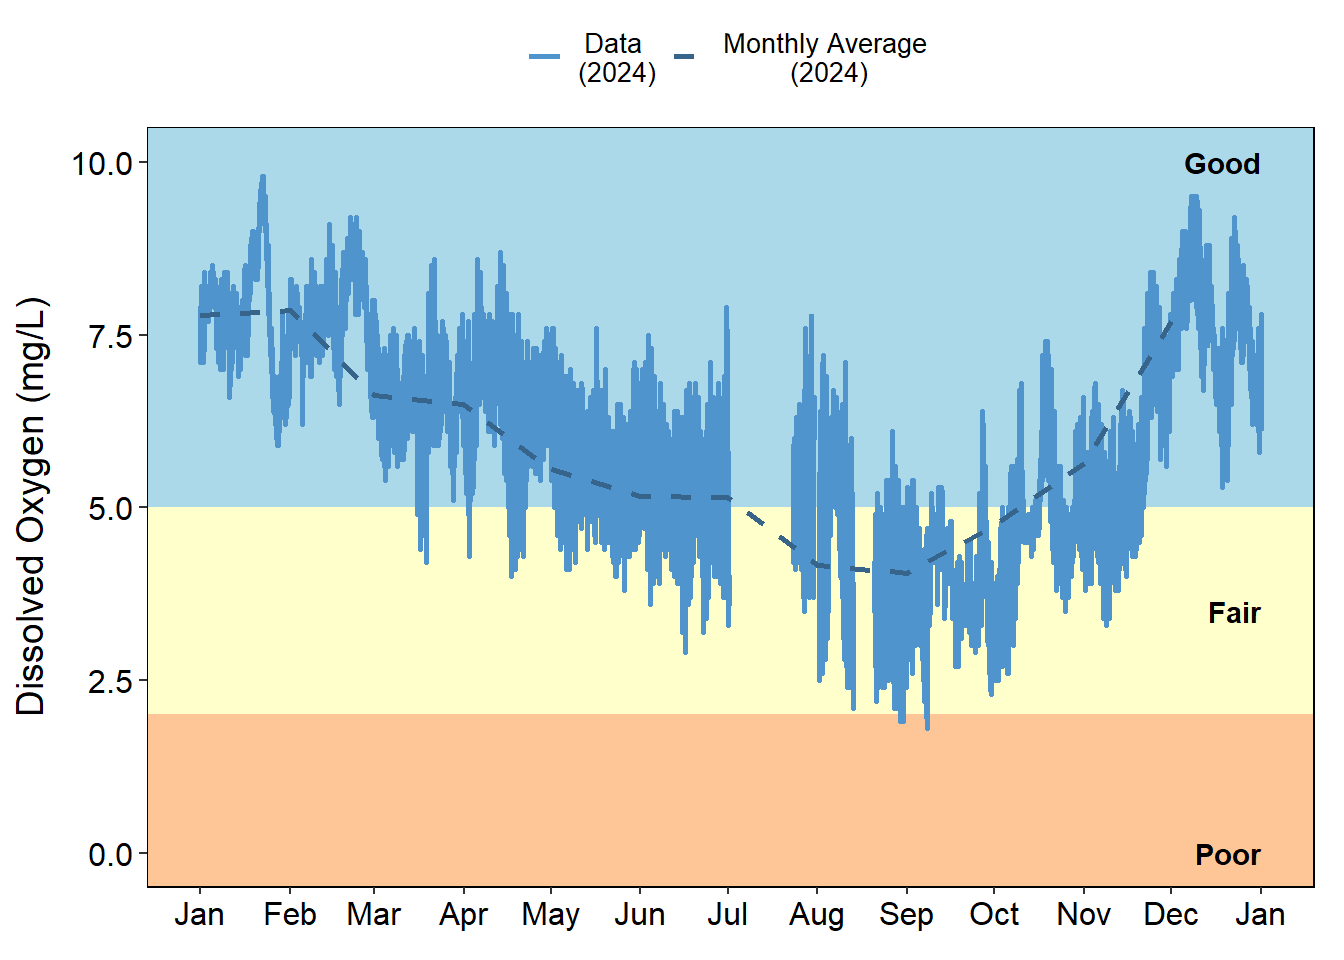 Data
(2024)
Monthly Average
(2024)
Dissolved Oxygen (mg/L)
10.0
7.5
5.0
2.5
0.0
Good
Fair
Poor
Jan Feb Mar Apr May Jun Jul Aug Sep Oct Nov Dec Jan